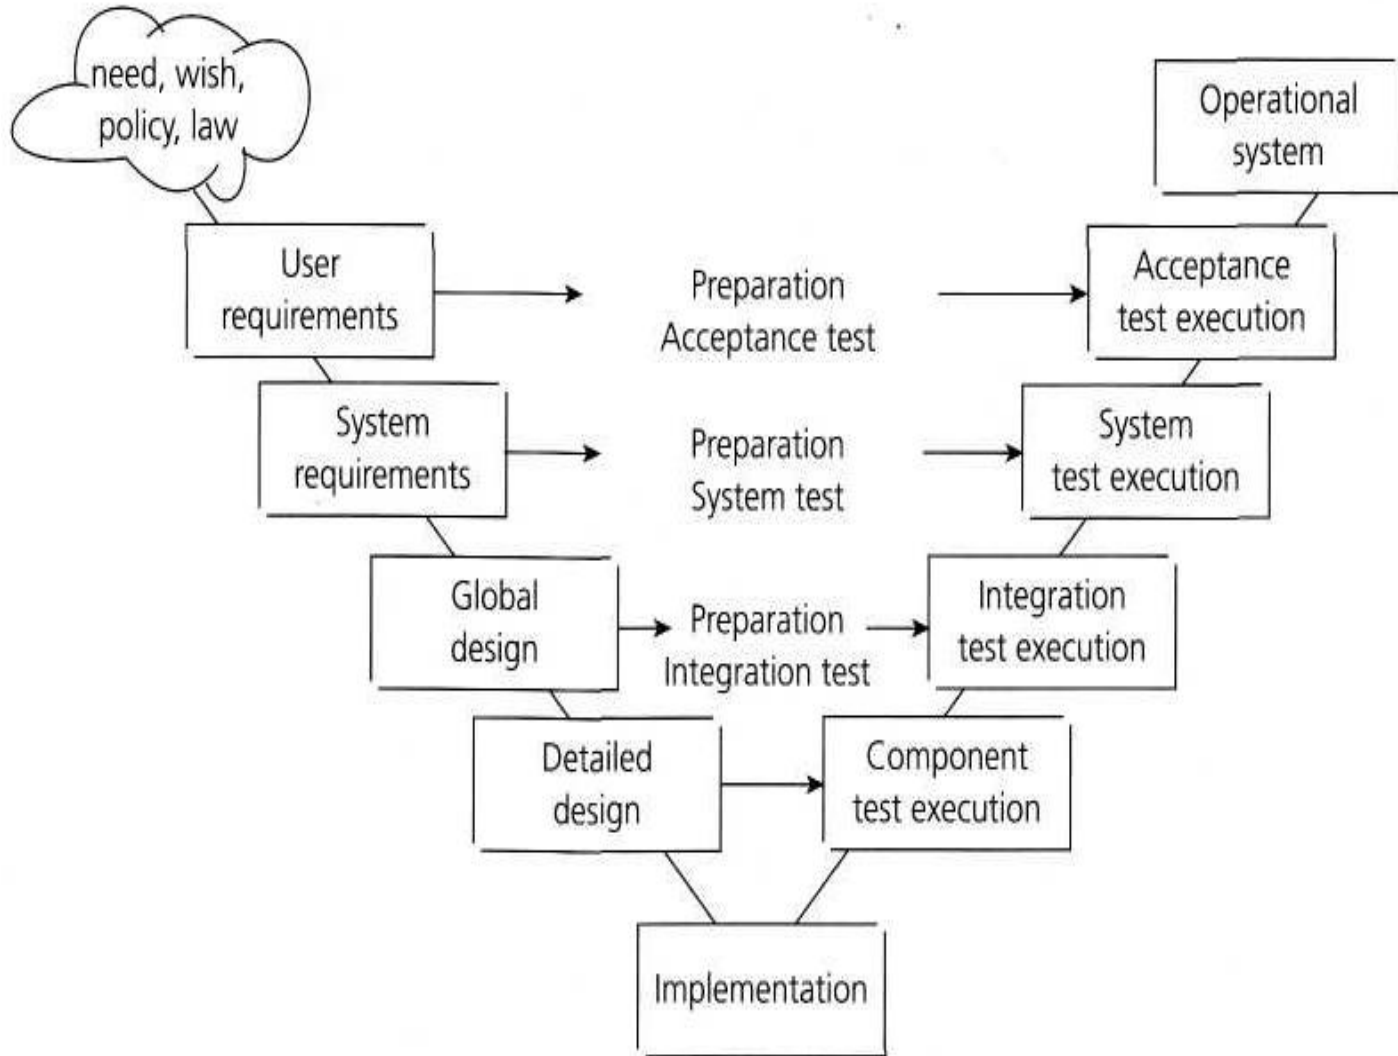 need, wish,
policy, law
Operational
system
User
requirements
Preparation
Acceptance test
Acceptance
test execution
System
requirements
Preparation
System test
System
test execution
Global
design
Preparation
Integration test
Integration
test execution
Detailed
design
Component
test execution
Implementation